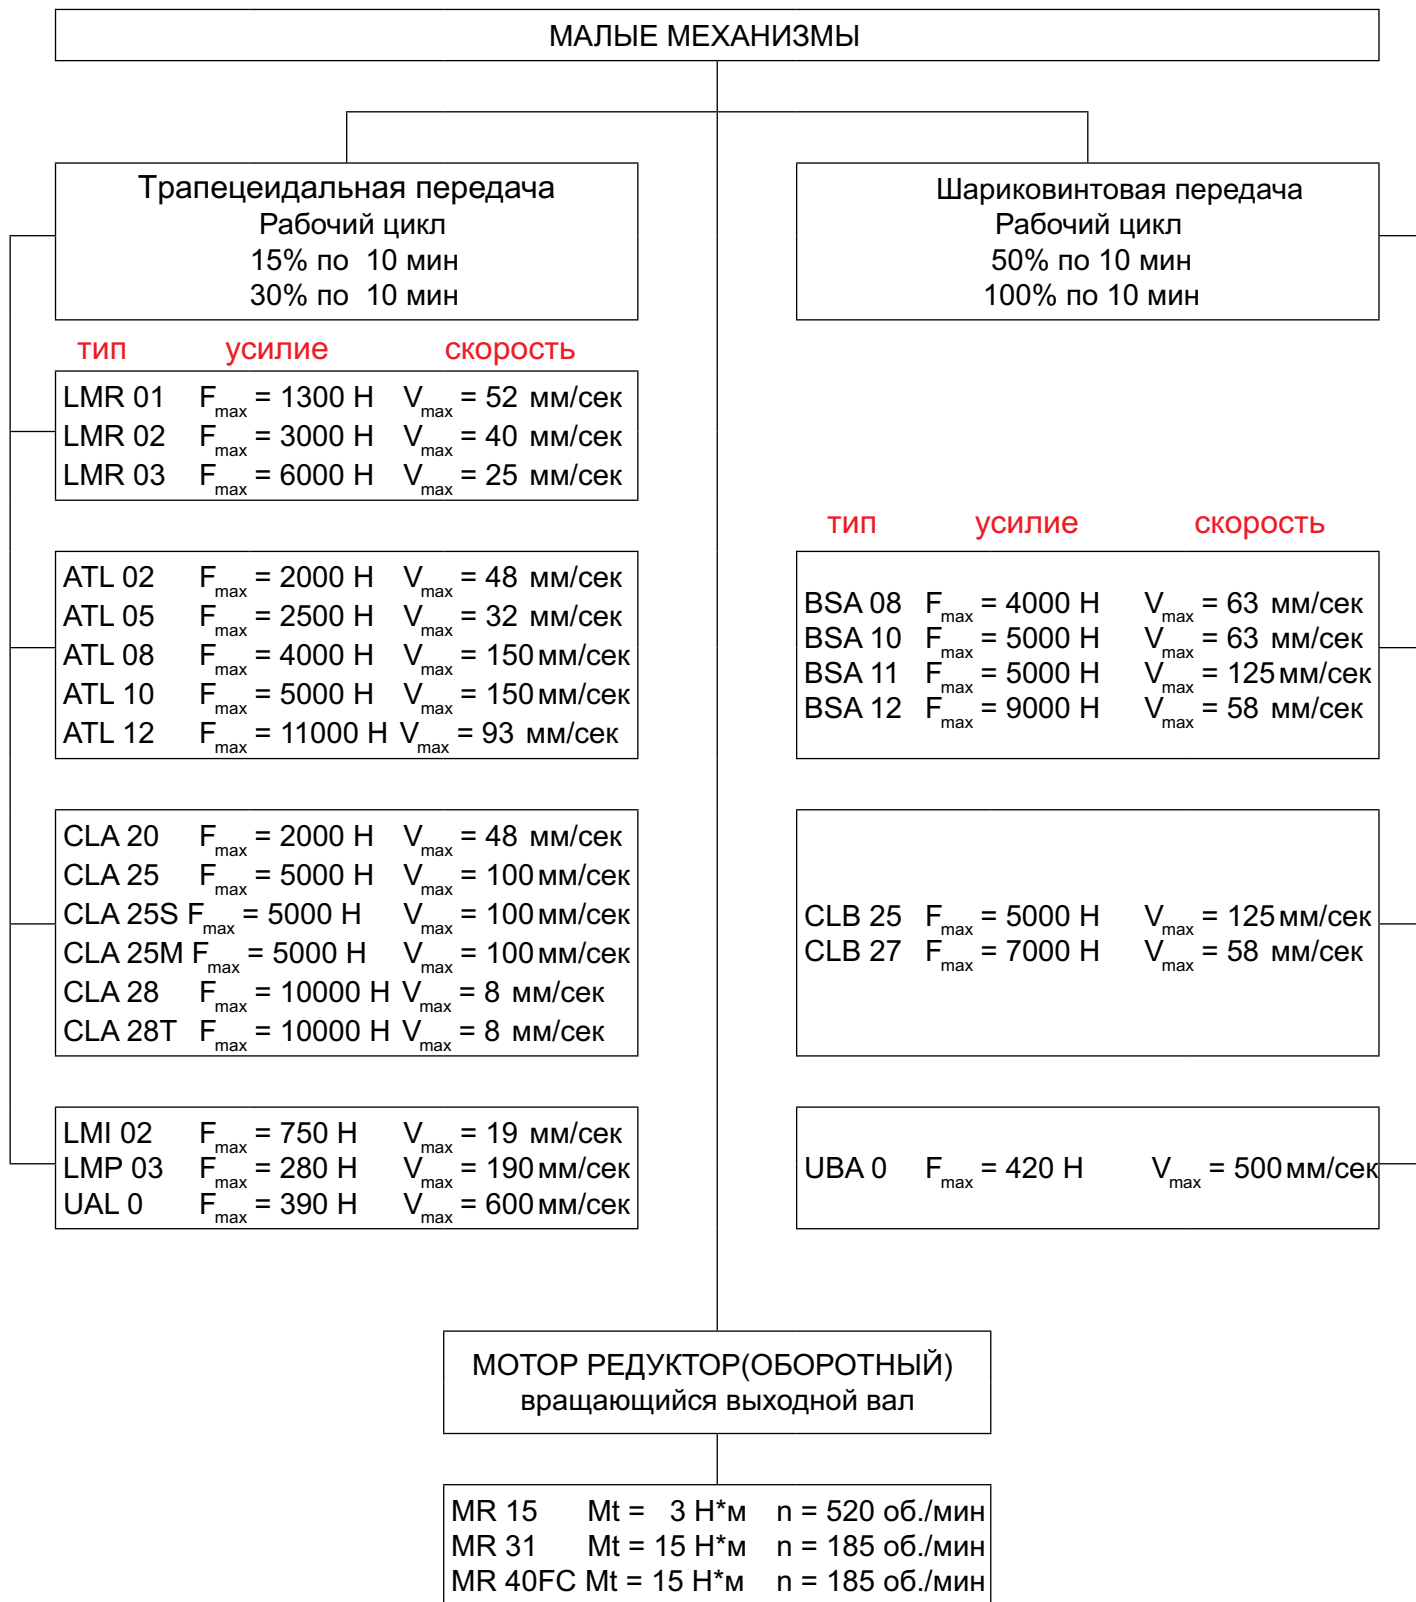 МАЛЫЕ МЕХАНИЗМЫ
Трапецеидальная передача
Рабочий цикл
15% по 10 мин
30% по 10 мин
тип усилие скорость
LMR 01 Fmax = 1300 Н Vmax = 52 мм/сек
LMR 02 Fmax = 3000 Н Vmax = 40 мм/сек
LMR 03 Fmax = 6000 Н Vmax = 25 мм/сек
ATL 02 Fmax = 2000 Н Vmax = 48 мм/сек
ATL 05 Fmax = 2500 Н Vmax = 32 мм/сек
ATL 08 Fmax = 4000 Н Vmax = 150 мм/сек
ATL 10 Fmax = 5000 Н Vmax = 150 мм/сек
ATL 12 Fmax = 11000 Н Vmax = 93 мм/сек
CLA 20 Fmax = 2000 Н Vmax = 48 мм/сек
CLA 25 Fmax = 5000 Н Vmax = 100 мм/сек
CLA 25S Fmax = 5000 Н Vmax = 100 мм/сек
CLA 25M Fmax = 5000 Н Vmax = 100 мм/сек
CLA 28 Fmax = 10000 Н Vmax = 8 мм/сек
CLA 28T Fmax = 10000 Н Vmax = 8 мм/сек
LMI 02 Fmax = 750 Н Vmax = 19 мм/сек
LMP 03 Fmax = 280 Н Vmax = 190 мм/сек
UAL 0 Fmax = 390 Н Vmax = 600 мм/сек
Шариковинтовая передача
Рабочий цикл
50% по 10 мин
100% по 10 мин
тип усилие скорость
BSA 08 Fmax = 4000 Н Vmax = 63 мм/сек
BSA 10 Fmax = 5000 Н Vmax = 63 мм/сек
BSA 11 Fmax = 5000 Н Vmax = 125 мм/сек
BSA 12 Fmax = 9000 Н Vmax = 58 мм/сек
CLB 25 Fmax = 5000 Н Vmax = 125 мм/сек
CLB 27 Fmax = 7000 Н Vmax = 58 мм/сек
UBA 0 Fmax = 420 Н Vmax = 500 мм/сек
МОТОР РЕДУКТОР(ОБОРОТНЫЙ)
вращающийся выходной вал
MR 15 Mt = 3 Н*м n = 520 об./мин
MR 31 Mt = 15 Н*м n = 185 об./мин
MR 40FC Mt = 15 Н*м n = 185 об./мин